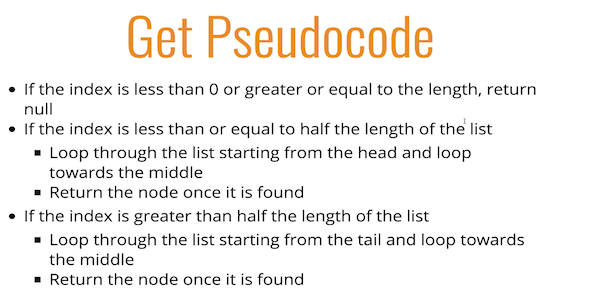 Get Pseudocode
If the index is less than 0 or greater or equal to the length, return
null
If the index is less than or equal to half the length of the list
Loop through the list starting from the head and loop
towards the middle
Return the node once it is found
If the index is greater than half the length of the list
Loop through the list starting from the tail and loop towards
the middle
Return the node once it is found